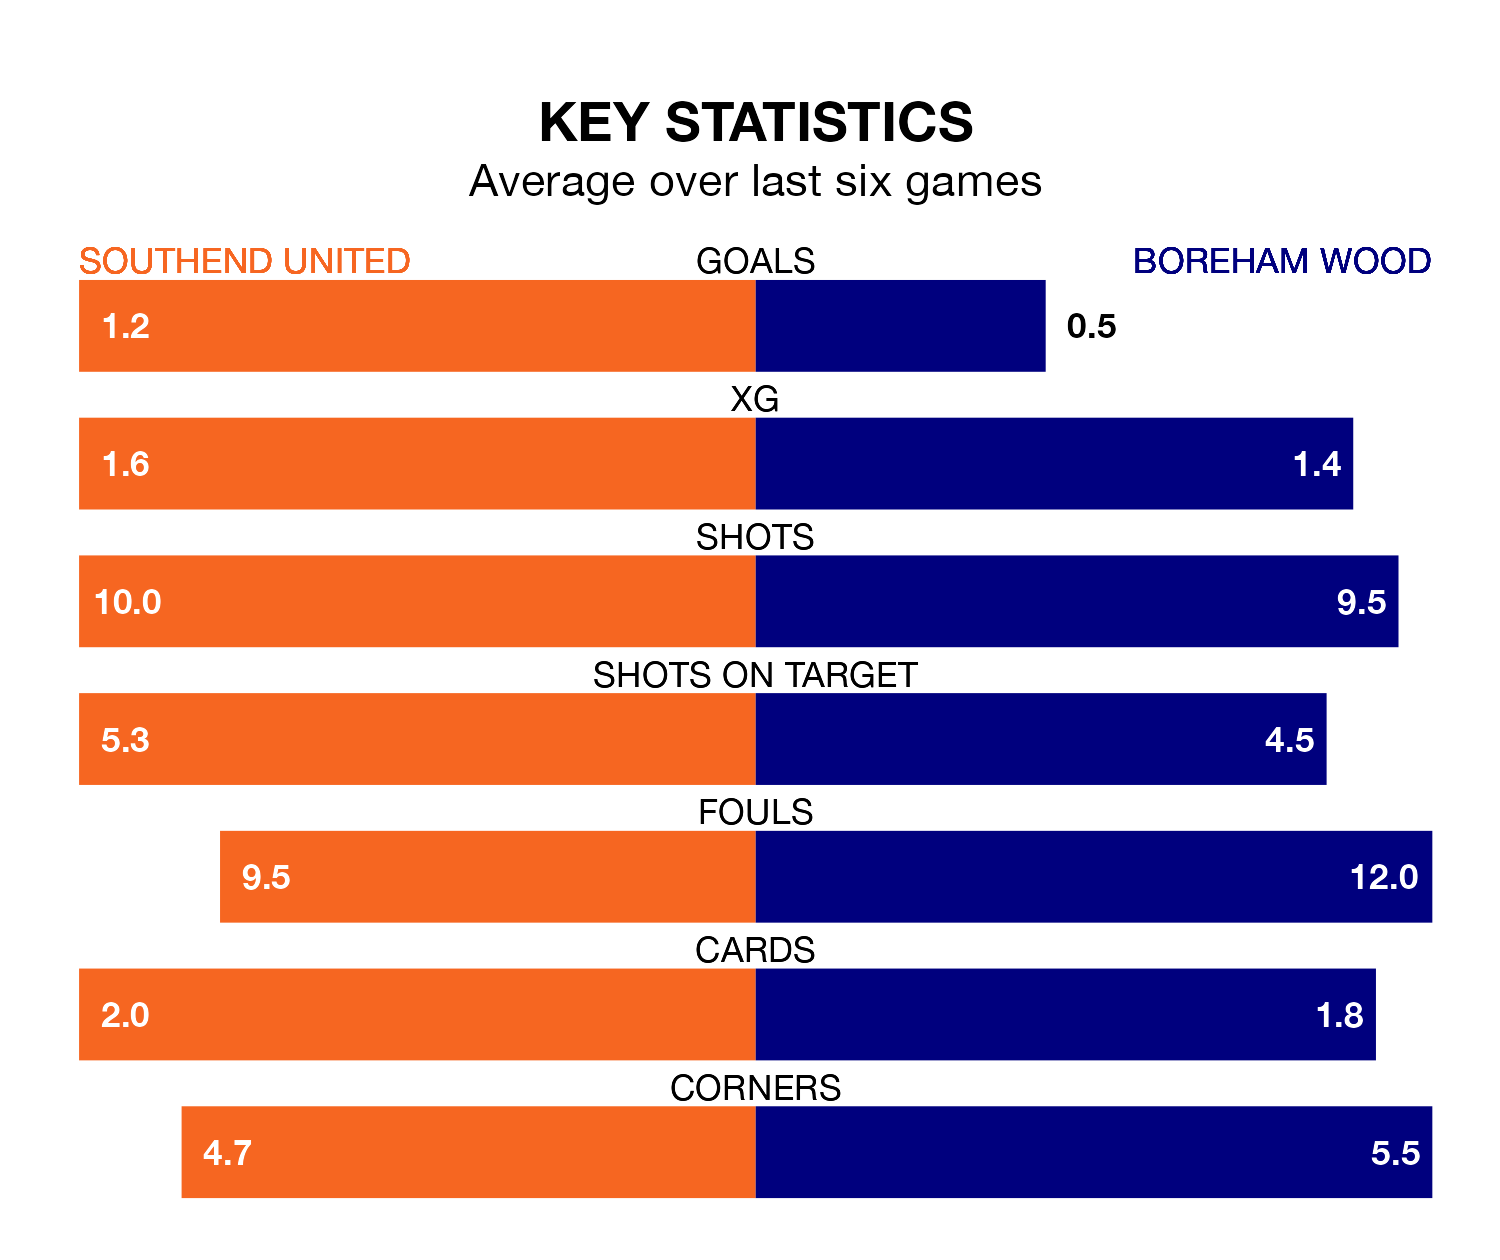 KEY STATISTICS
Average over last six games
SOUTHEND UNITED GOALS BOREHAM WOOD
1.2 0.5
XG
1.6 1.4
SHOTS
10.0 9.5
SHOTS ON TARGET
5.3 4.5
FOULS
9.5 12.0
CARDS
2.0 1.8
CORNERS
4.7 5.5